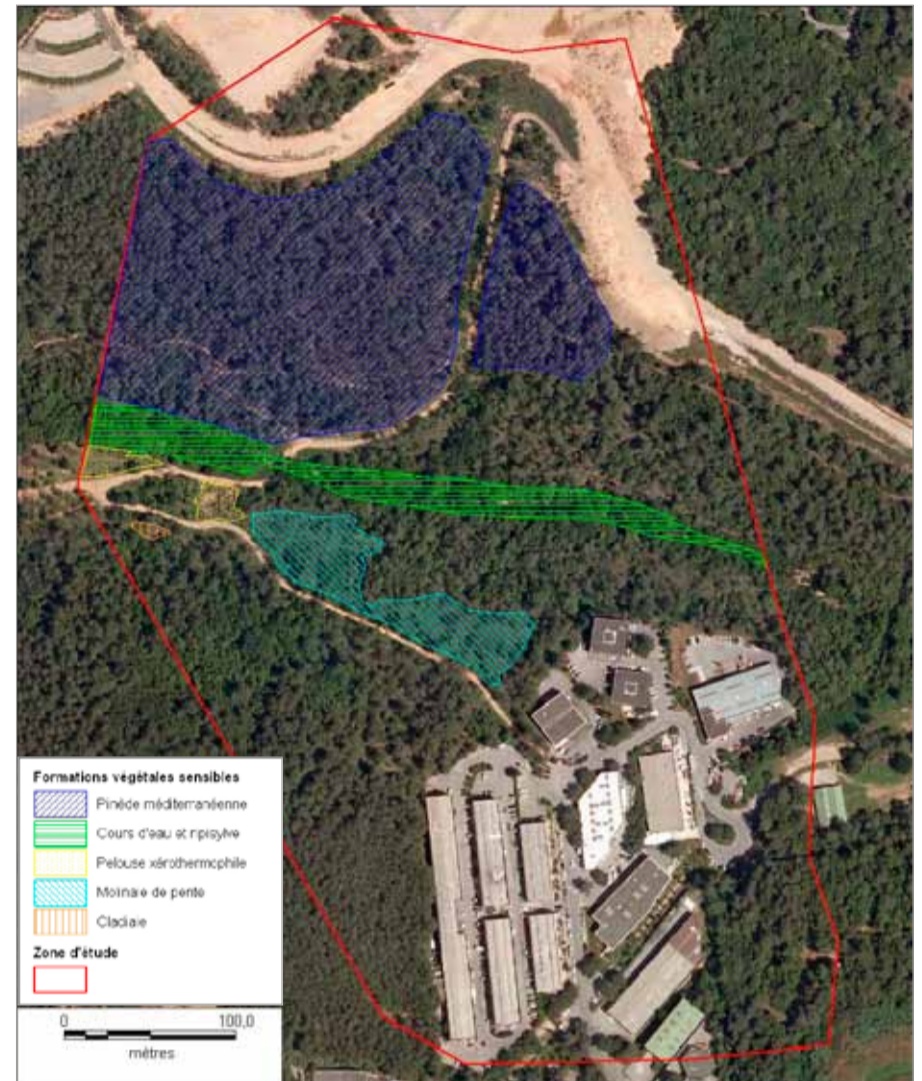 Formations végétales sensibles
Pinède méditerranéenne
Cours d'eau et ripisylve
Pelouse xérothermophile
Molinaie de pente
Cladiaie
Zone d'étude
0 100,0
mètres